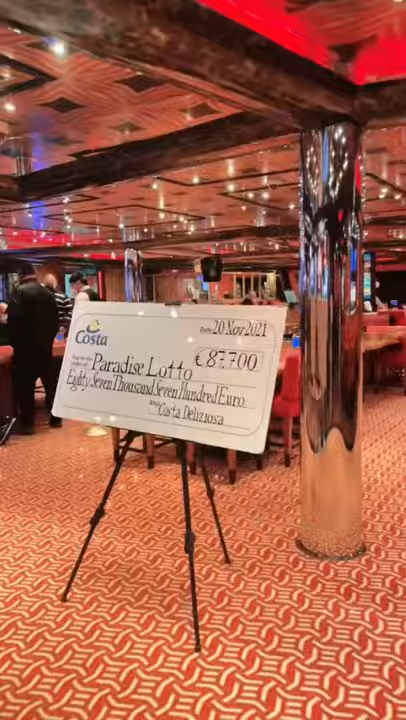 Costa
Date: 20 Nov 2021
Pay to the
order of Paradise Lotto € 87.700
Eighty Seven Thousand Seven Hundred Euro
Costa Deliziosa